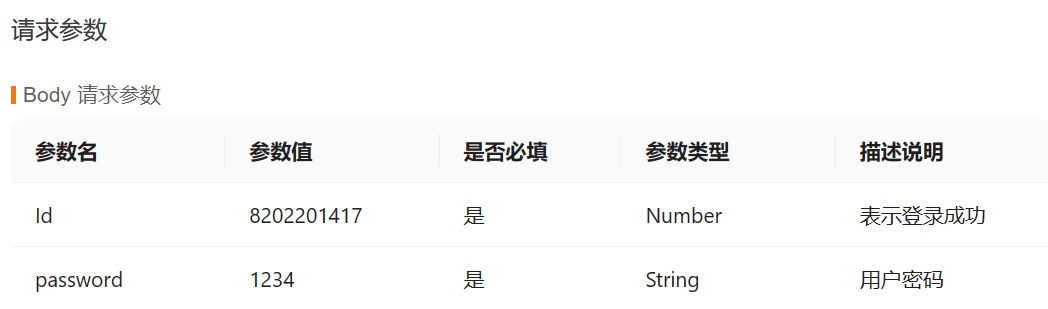 请求参数
Body 请求参数
参数名 参数值 是否必填 参数类型 描述说明
Id 8202201417 是 Number 表示登录成功
password 1234 是 String 用户密码